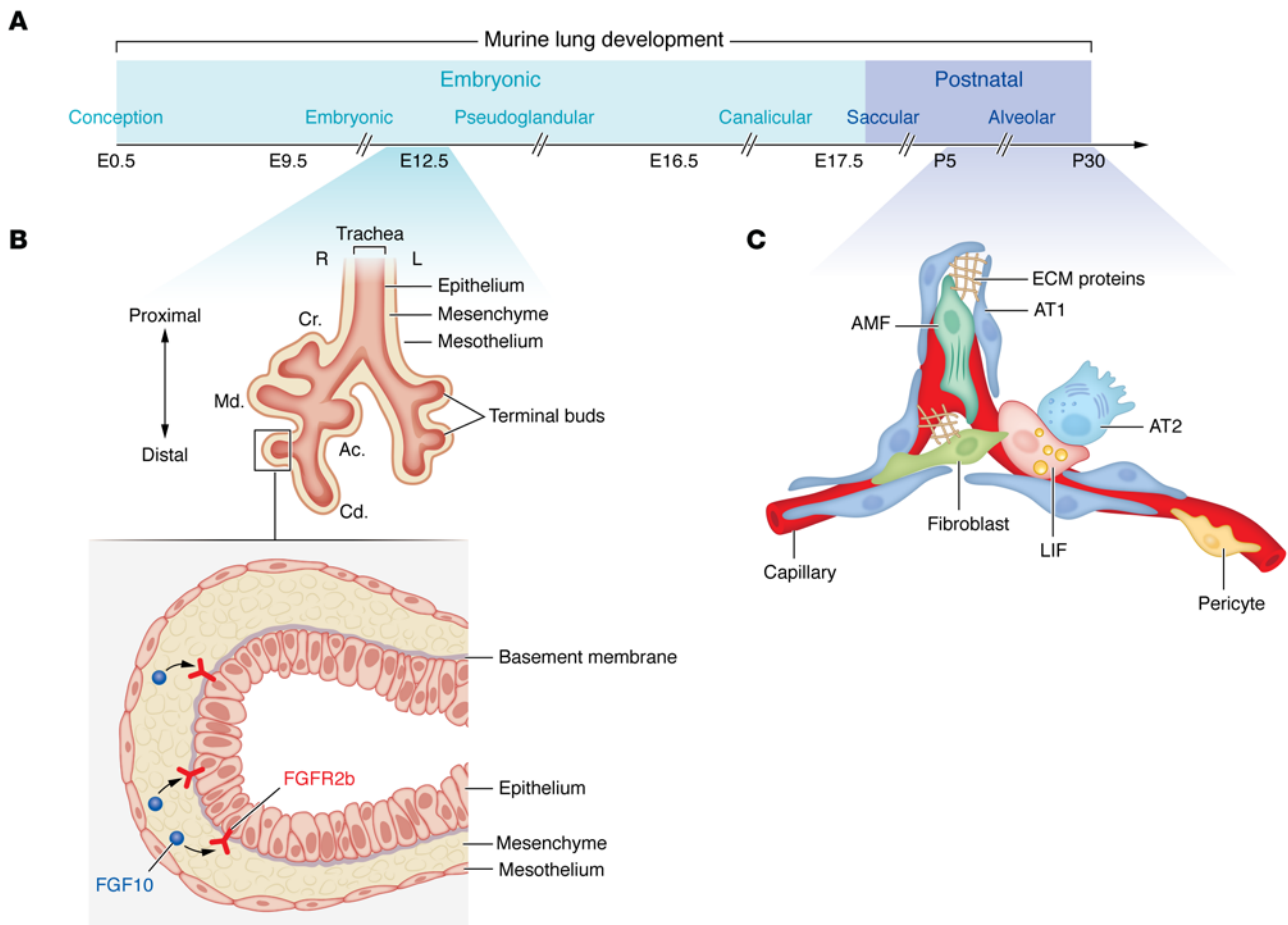 A
Murine lung development
Embryonic
Postnatal
Conception
Embryonic
Pseudoglandular
Canalicular
Saccular
Alveolar
E0.5
E9.5
E12.5
E16.5
E17.5
P5
P30
B
Trachea
R
L
Epithelium
Mesenchyme
Mesothelium
Proximal
Distal
Cr.
Md.
Ac.
Cd.
Terminal buds
Basement membrane
FGFR2b
Epithelium
Mesenchyme
Mesothelium
FGF10
C
ECM proteins
AT1
AMF
AT2
Fibroblast
LIF
Capillary
Pericyte